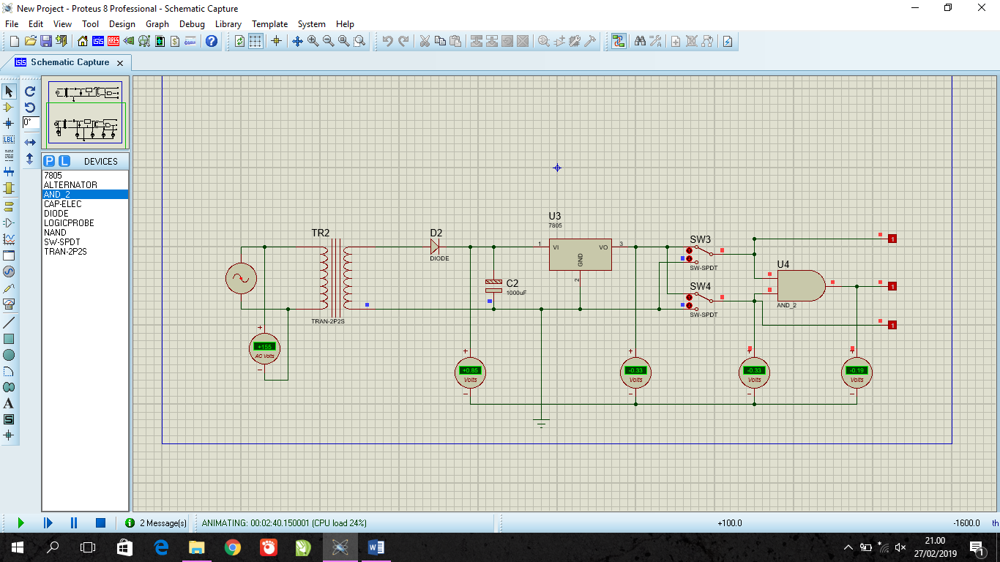 New Project - Proteus 8 Professional - Schematic Capture
File Edit View Tool Design Graph Debug Library Template System Help
Schematic Capture
0°
LBL
P L DEVICES
7805
ALTERNATOR
AND_2
CAP-ELEC
DIODE
LOGICPROBE
NAND
SW-SPDT
TRAN-2P2S
U3
7805
TR2
D2
DIODE
1
VI
VO
3
GND
2
SW3
SW-SPDT
1
C2
1000uF
U4
AND_2
1
SW4
SW-SPDT
TRAN-2P2S
1
+155
AC Volts
+0.85
Volts
-0.33
Volts
-0.33
Volts
-0.19
Volts
2 Message(s)
ANIMATING: 00:02:40.150001 (CPU load 24%)
+100.0
-1600.0
th
21.00
27/02/2019
1